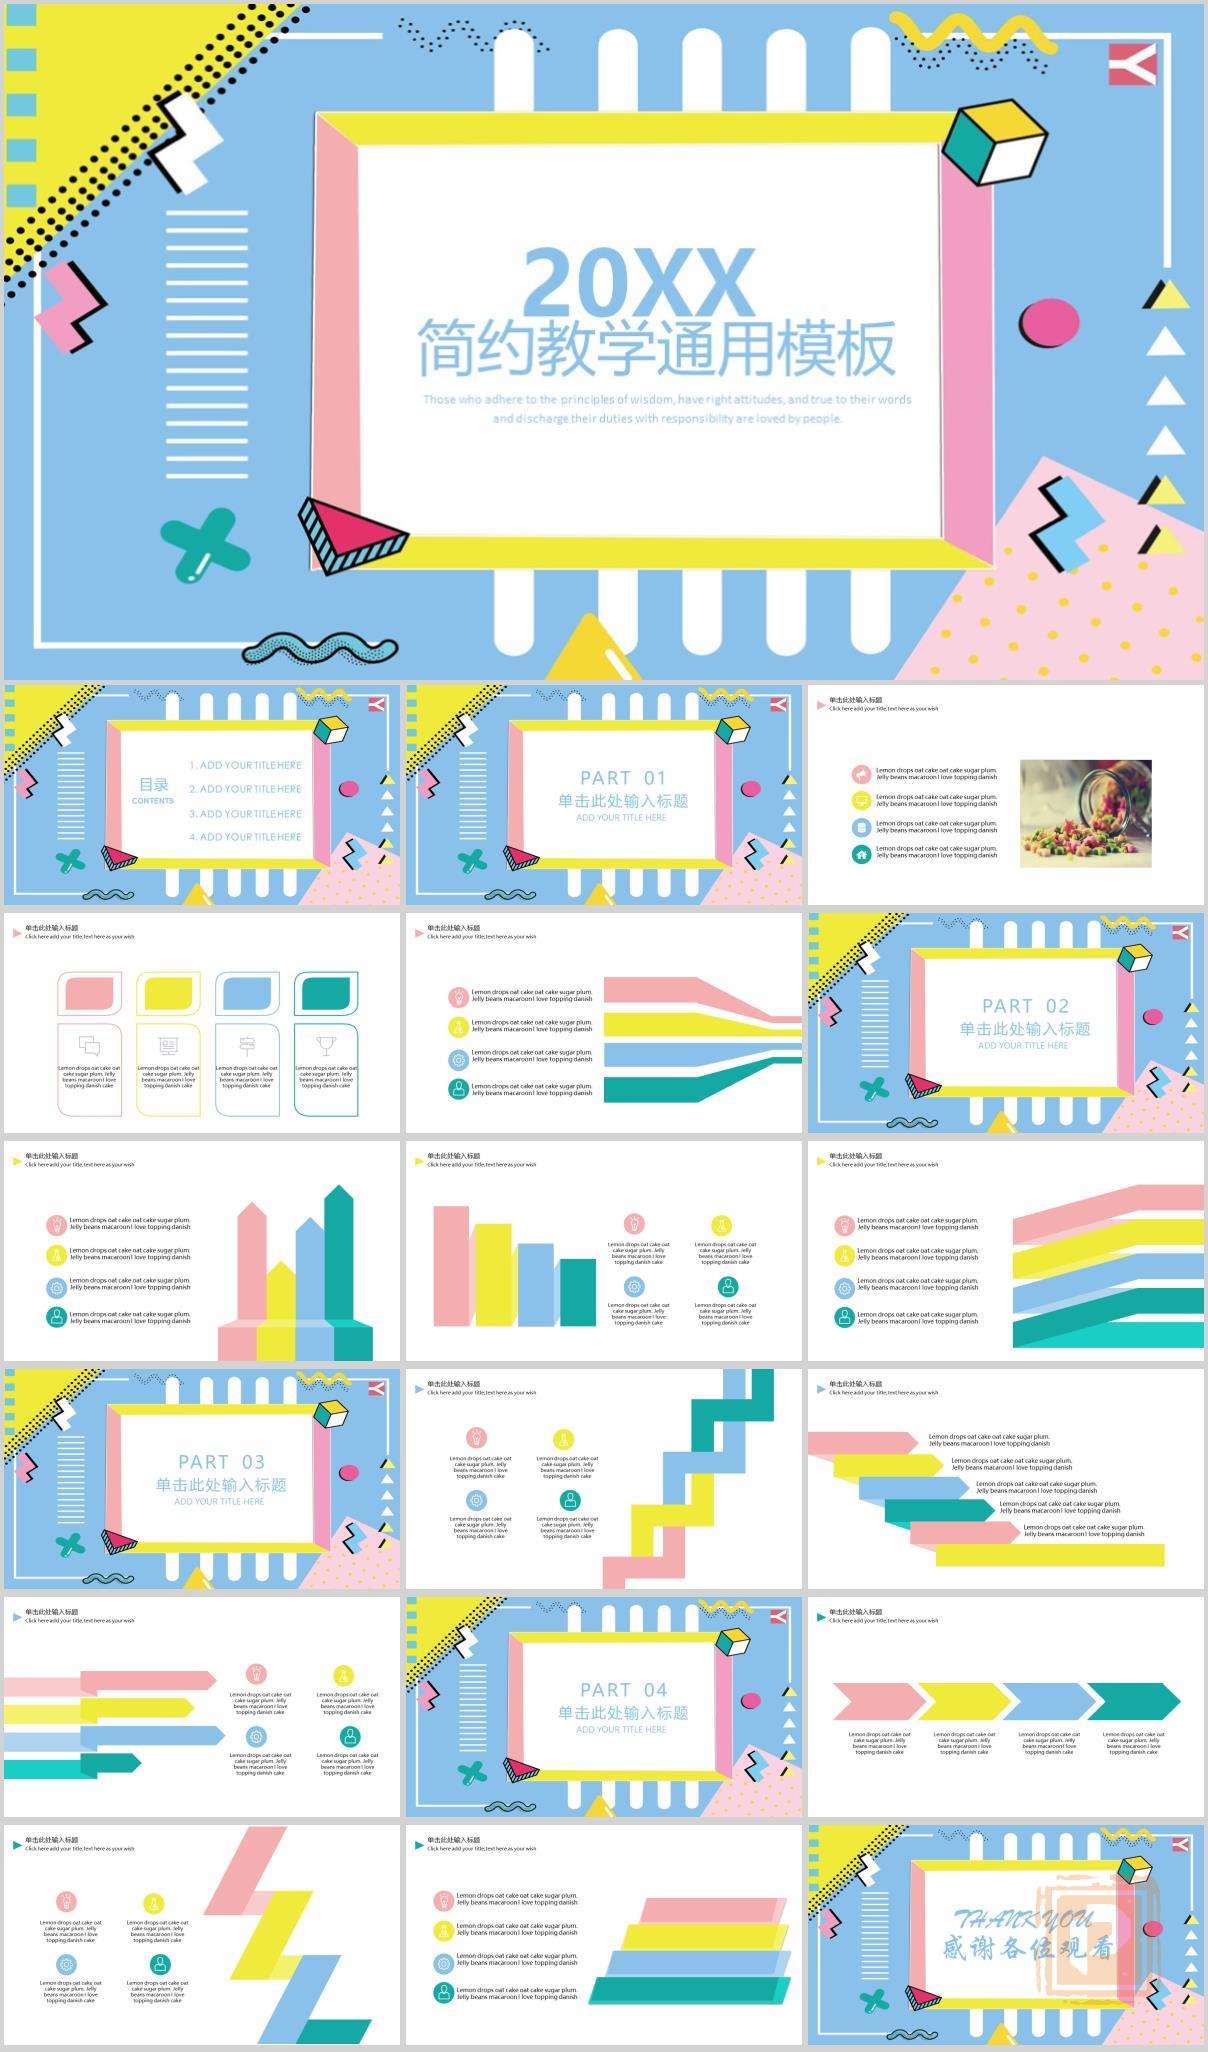 20XX
简约教学通用模板
Those who adhere to the principles of wisdom, have right attitudes, and true to their words
and discharge their duties with responsibility are loved by people.
目录
CONTENTS
1. ADD YOUR TITLE HERE
2. ADD YOUR TITLE HERE
3. ADD YOUR TITLE HERE
4. ADD YOUR TITLE HERE
PART 01
单击此处输入标题
ADD YOUR TITLE HERE
单击此处输入标题
Click here add your title, text here as your wish
Lemon drops oat cake oat cake sugar plum.
Jelly beans macaroon I love topping danish
Lemon drops oat cake oat cake sugar plum.
Jelly beans macaroon I love topping danish
Lemon drops oat cake oat cake sugar plum.
Jelly beans macaroon I love topping danish
Lemon drops oat cake oat cake sugar plum.
Jelly beans macaroon I love topping danish
单击此处输入标题
Click here add your title, text here as your wish
Lemon drops oat cake oat
cake sugar plum. Jelly
beans macaroon I love
topping danish cake
Lemon drops oat cake oat
cake sugar plum. Jelly
beans macaroon I love
topping danish cake
Lemon drops oat cake oat
cake sugar plum. Jelly
beans macaroon I love
topping danish cake
Lemon drops oat cake oat
cake sugar plum. Jelly
beans macaroon I love
topping danish cake
单击此处输入标题
Click here add your title, text here as your wish
Lemon drops oat cake oat cake sugar plum.
Jelly beans macaroon I love topping danish
Lemon drops oat cake oat cake sugar plum.
Jelly beans macaroon I love topping danish
Lemon drops oat cake oat cake sugar plum.
Jelly beans macaroon I love topping danish
Lemon drops oat cake oat cake sugar plum.
Jelly beans macaroon I love topping danish
PART 02
单击此处输入标题
ADD YOUR TITLE HERE
单击此处输入标题
Click here add your title, text here as your wish
Lemon drops oat cake oat cake sugar plum.
Jelly beans macaroon I love topping danish
Lemon drops oat cake oat cake sugar plum.
Jelly beans macaroon I love topping danish
Lemon drops oat cake oat cake sugar plum.
Jelly beans macaroon I love topping danish
Lemon drops oat cake oat cake sugar plum.
Jelly beans macaroon I love topping danish
单击此处输入标题
Click here add your title, text here as your wish
Lemon drops oat cake oat
cake sugar plum. Jelly
beans macaroon I love
topping danish cake
Lemon drops oat cake oat
cake sugar plum. Jelly
beans macaroon I love
topping danish cake
Lemon drops oat cake oat
cake sugar plum. Jelly
beans macaroon I love
topping danish cake
Lemon drops oat cake oat
cake sugar plum. Jelly
beans macaroon I love
topping danish cake
单击此处输入标题
Click here add your title, text here as your wish
Lemon drops oat cake oat cake sugar plum.
Jelly beans macaroon I love topping danish
Lemon drops oat cake oat cake sugar plum.
Jelly beans macaroon I love topping danish
Lemon drops oat cake oat cake sugar plum.
Jelly beans macaroon I love topping danish
Lemon drops oat cake oat cake sugar plum.
Jelly beans macaroon I love topping danish
PART 03
单击此处输入标题
ADD YOUR TITLE HERE
单击此处输入标题
Click here add your title, text here as your wish
Lemon drops oat cake oat
cake sugar plum. Jelly
beans macaroon I love
topping danish cake
Lemon drops oat cake oat
cake sugar plum. Jelly
beans macaroon I love
topping danish cake
Lemon drops oat cake oat
cake sugar plum. Jelly
beans macaroon I love
topping danish cake
Lemon drops oat cake oat
cake sugar plum. Jelly
beans macaroon I love
topping danish cake
单击此处输入标题
Click here add your title, text here as your wish
Lemon drops oat cake oat cake sugar plum.
Jelly beans macaroon I love topping danish
Lemon drops oat cake oat cake sugar plum.
Jelly beans macaroon I love topping danish
Lemon drops oat cake oat cake sugar plum.
Jelly beans macaroon I love topping danish
Lemon drops oat cake oat cake sugar plum.
Jelly beans macaroon I love topping danish
Lemon drops oat cake oat cake sugar plum.
Jelly beans macaroon I love topping danish
单击此处输入标题
Click here add your title, text here as your wish
Lemon drops oat cake oat
cake sugar plum. Jelly
beans macaroon I love
topping danish cake
Lemon drops oat cake oat
cake sugar plum. Jelly
beans macaroon I love
topping danish cake
Lemon drops oat cake oat
cake sugar plum. Jelly
beans macaroon I love
topping danish cake
Lemon drops oat cake oat
cake sugar plum. Jelly
beans macaroon I love
topping danish cake
PART 04
单击此处输入标题
ADD YOUR TITLE HERE
单击此处输入标题
Click here add your title, text here as your wish
Lemon drops oat cake oat
cake sugar plum. Jelly
beans macaroon I love
topping danish cake
Lemon drops oat cake oat
cake sugar plum. Jelly
beans macaroon I love
topping danish cake
Lemon drops oat cake oat
cake sugar plum. Jelly
beans macaroon I love
topping danish cake
Lemon drops oat cake oat
cake sugar plum. Jelly
beans macaroon I love
topping danish cake
单击此处输入标题
Click here add your title, text here as your wish
Lemon drops oat cake oat
cake sugar plum. Jelly
beans macaroon I love
topping danish cake
Lemon drops oat cake oat
cake sugar plum. Jelly
beans macaroon I love
topping danish cake
Lemon drops oat cake oat
cake sugar plum. Jelly
beans macaroon I love
topping danish cake
Lemon drops oat cake oat
cake sugar plum. Jelly
beans macaroon I love
topping danish cake
单击此处输入标题
Click here add your title, text here as your wish
Lemon drops oat cake oat cake sugar plum.
Jelly beans macaroon I love topping danish
Lemon drops oat cake oat cake sugar plum.
Jelly beans macaroon I love topping danish
Lemon drops oat cake oat cake sugar plum.
Jelly beans macaroon I love topping danish
Lemon drops oat cake oat cake sugar plum.
Jelly beans macaroon I love topping danish
THANK YOU
感谢各位观看